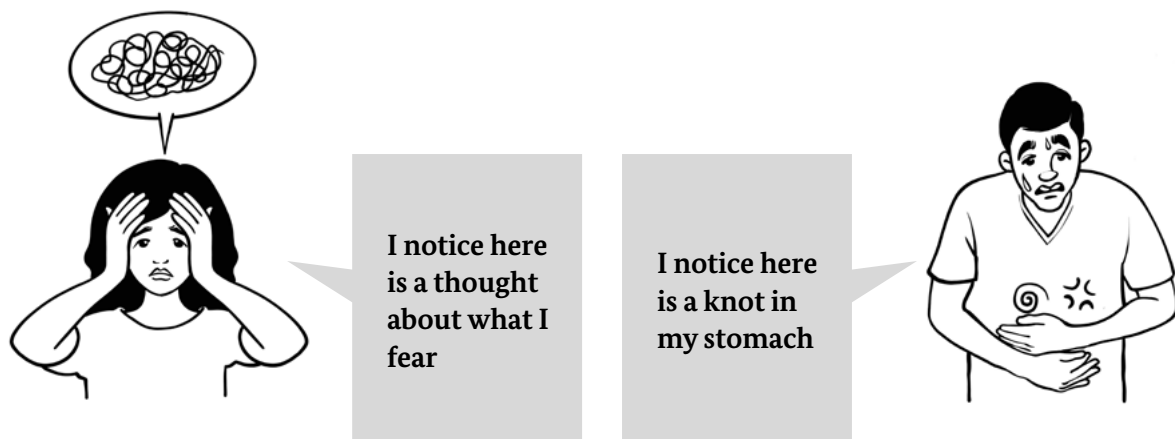 I notice here
is a thought
about what I
fear
I notice here
is a knot in
my stomach